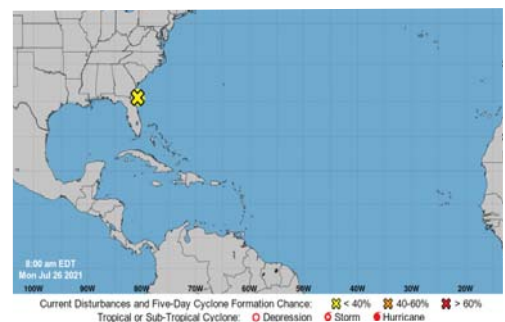 8:00 am EDT
Mon Jul 26 2021
100W 90W 80W 70W 60W 50W 40W 30W 20W
Current Disturbances and Five-Day Cyclone Formation Chance: < 40% 40-60% > 60%
Tropical or Sub-Tropical Cyclone: Depression Storm Hurricane